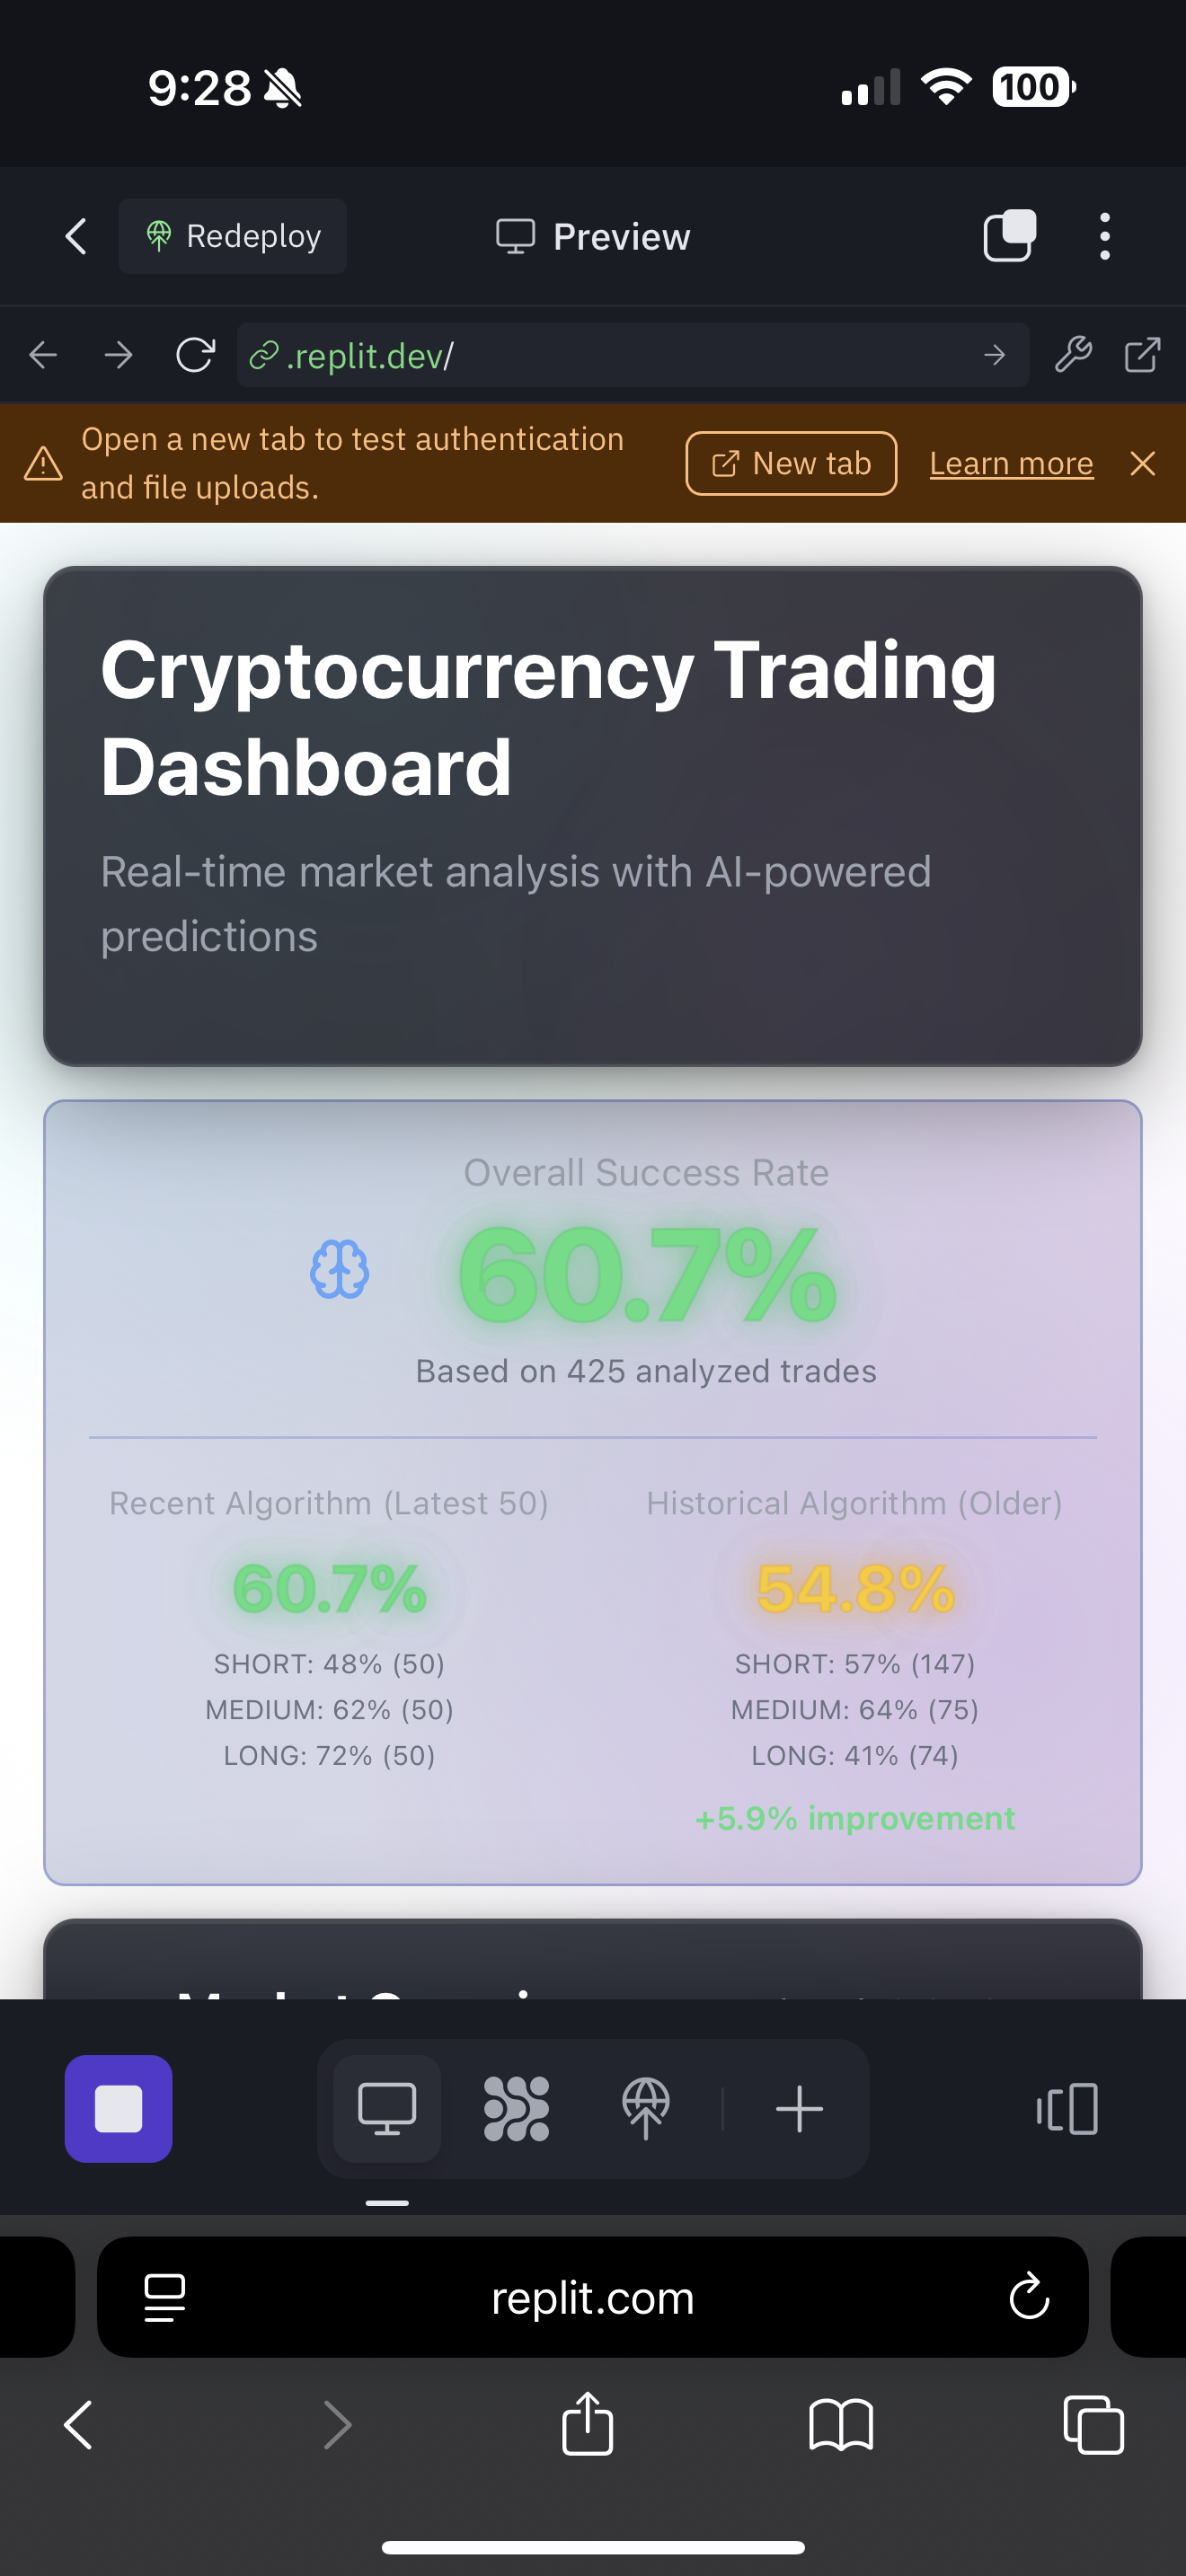 9:28
100
Redeploy
Preview
.replit.dev/
Open a new tab to test authentication
and file uploads.
New tab
Learn more
Cryptocurrency Trading
Dashboard
Real-time market analysis with AI-powered
predictions
Overall Success Rate
60.7%
Based on 425 analyzed trades
Recent Algorithm (Latest 50)
60.7%
SHORT: 48% (50)
MEDIUM: 62% (50)
LONG: 72% (50)
Historical Algorithm (Older)
54.8%
SHORT: 57% (147)
MEDIUM: 64% (75)
LONG: 41% (74)
+5.9% improvement
replit.com